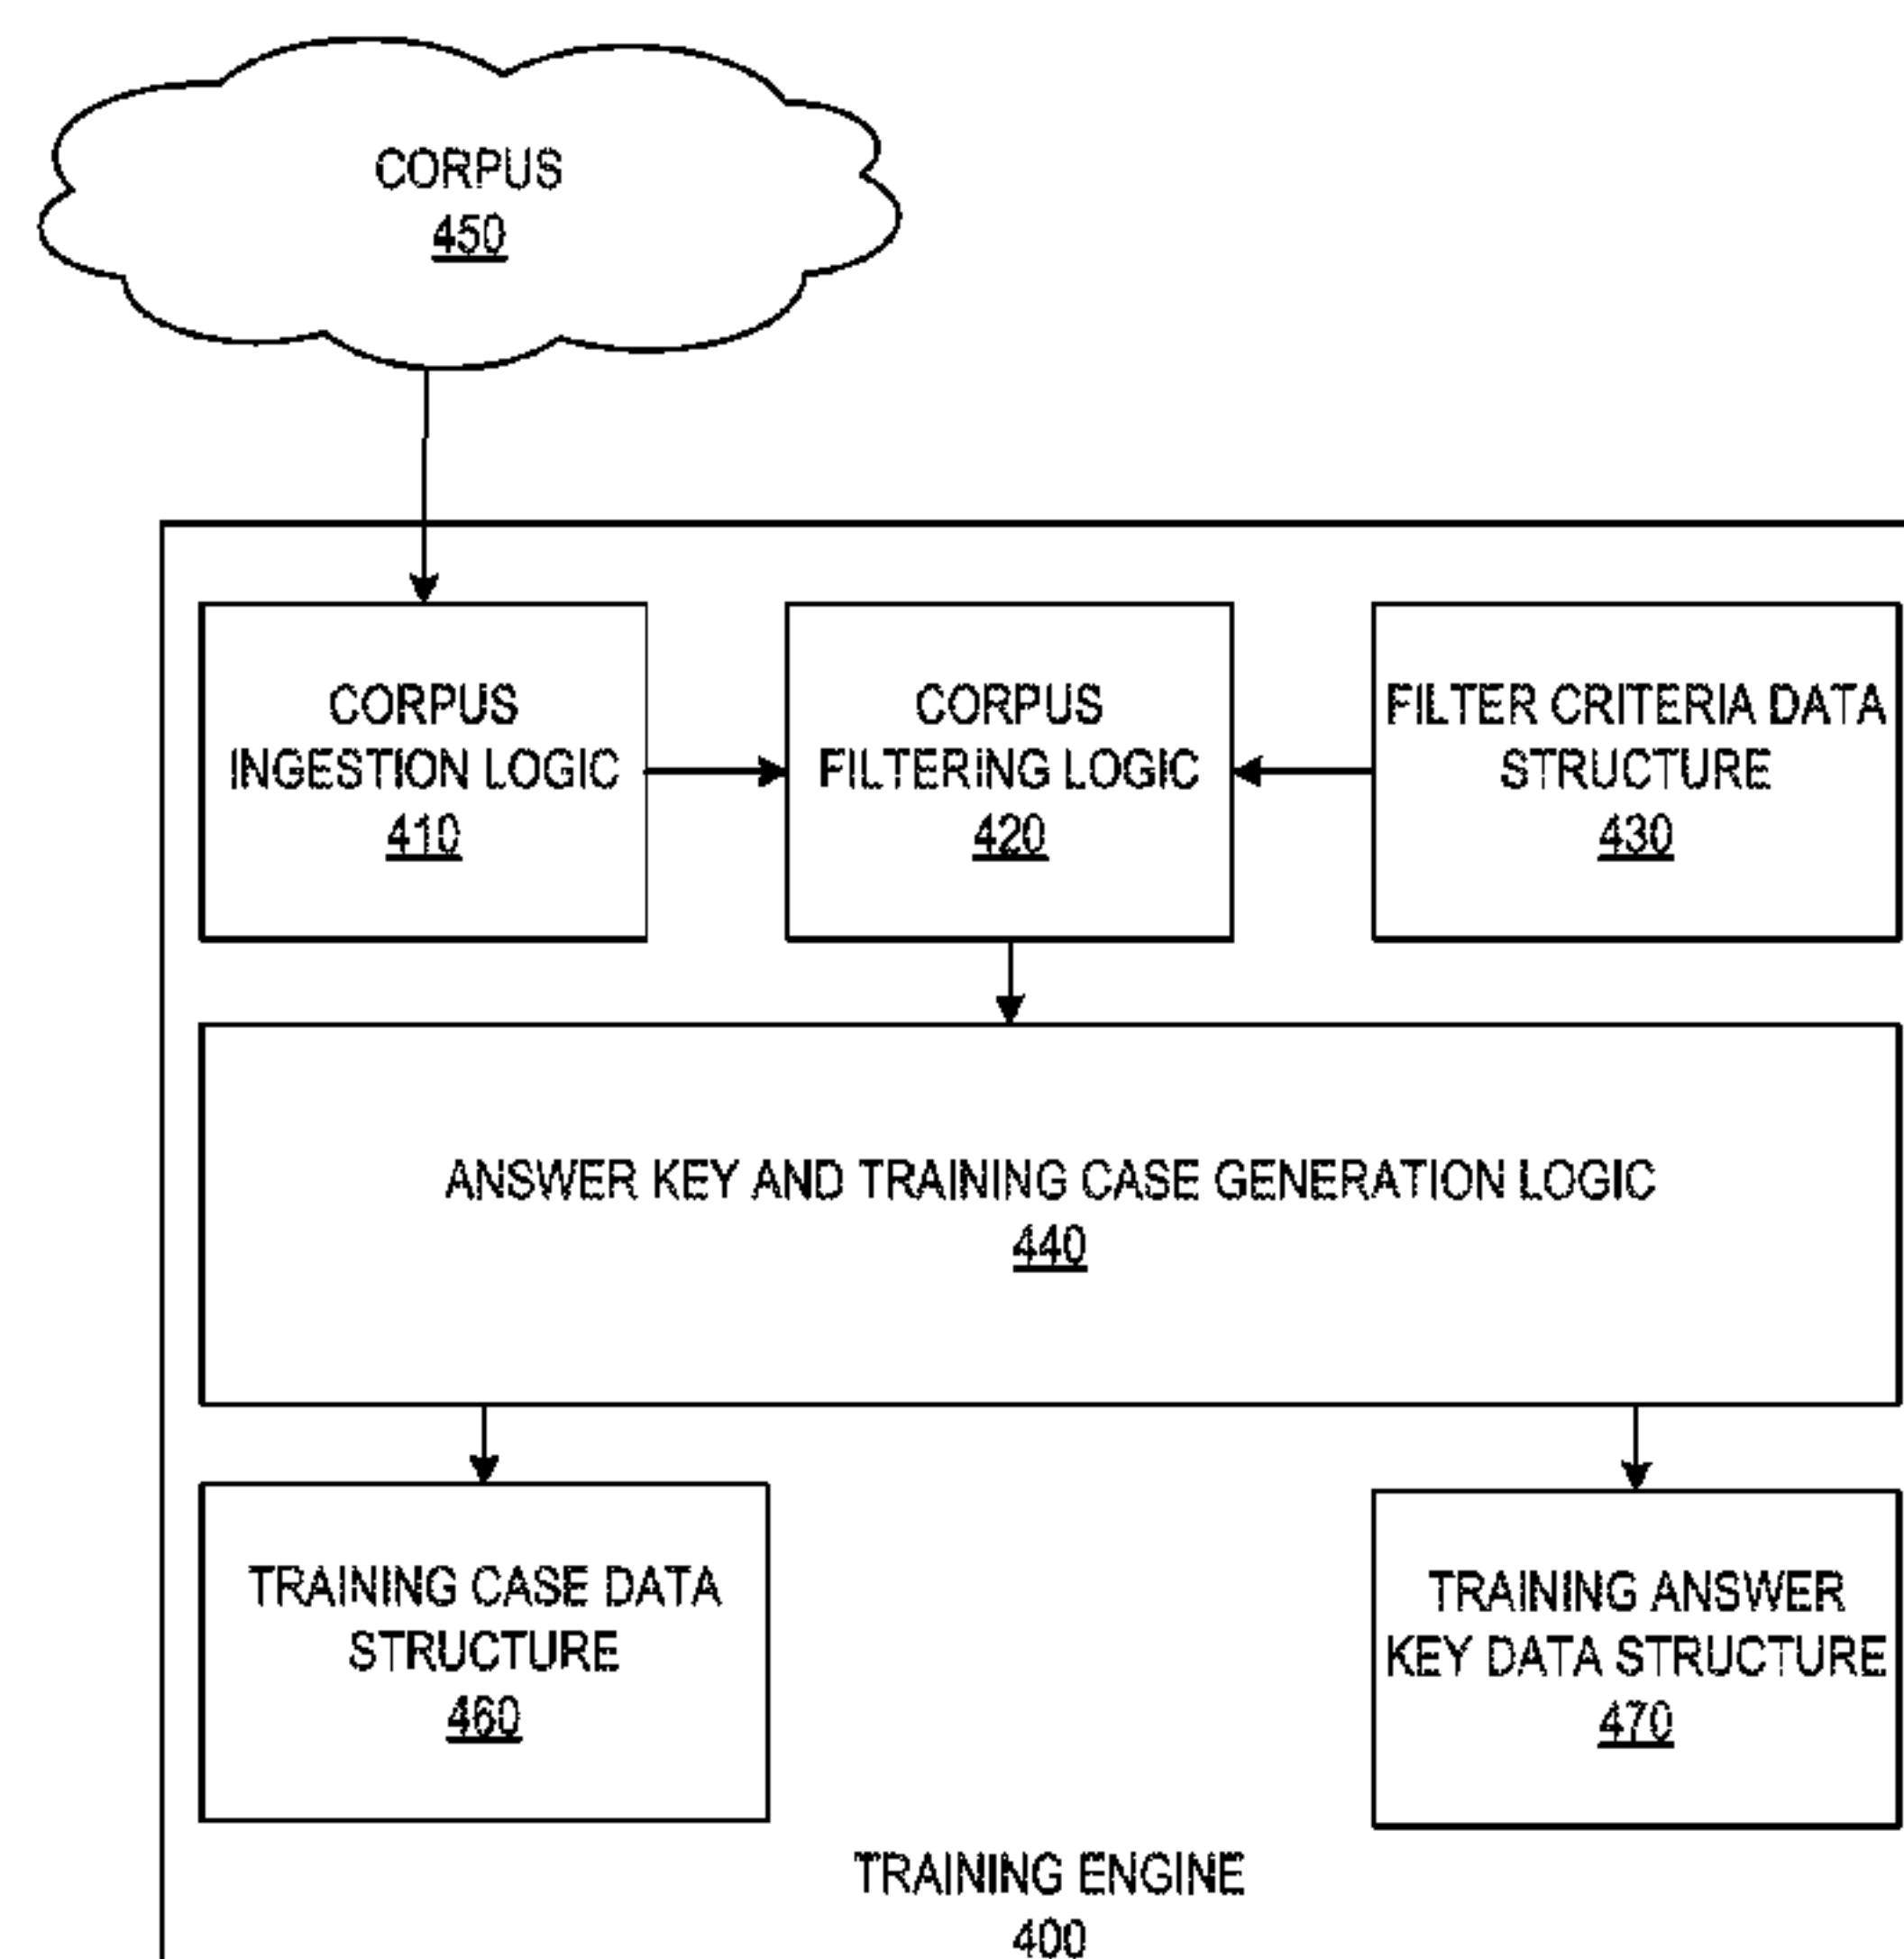 CORPUS
450
CORPUS
INGESTION LOGIC
410
CORPUS
FILTERING LOGIC
420
FILTER CRITERIA DATA
STRUCTURE
430
ANSWER KEY AND TRAINING CASE GENERATION LOGIC
440
TRAINING CASE DATA
STRUCTURE
460
TRAINING ANSWER
KEY DATA STRUCTURE
470
TRAINING ENGINE
400